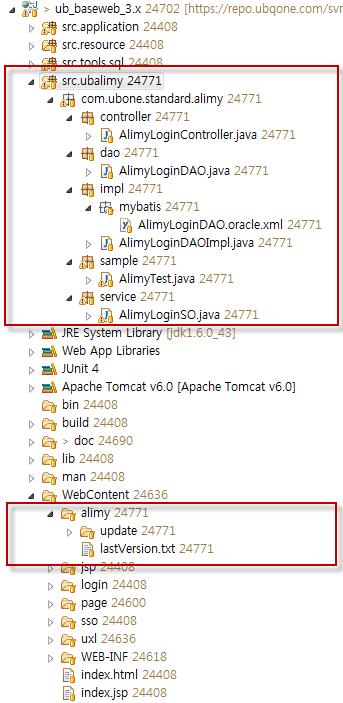 > ub_baseweb_3.x 24702 [https://repo.ubqone.com/svr
> src.application 24408
src.resource 24408
src.tools.sql 24408
src.ubalimy 24771
com.ubone.standard.alimy 24771
controller 24771
AlimyLoginController.java 24771
dao 24771
AlimyLoginDAO.java 24771
impl 24771
mybatis 24771
AlimyLoginDAO.oracle.xml 24771
AlimyLoginDAOImpl.java 24771
sample 24771
AlimyTest.java 24771
service 24771
AlimyLoginSO.java 24771
JRE System Library [jdk1.6.0_43]
Web App Libraries
JUnit 4
Apache Tomcat v6.0 [Apache Tomcat v6.0]
bin 24408
build 24408
> doc 24690
lib 24408
man 24408
WebContent 24636
alimy 24771
update 24771
lastVersion.txt 24771
jsp 24408
login 24408
page 24600
sso 24408
uxl 24636
WEB-INF 24618
index.html 24408
index.jsp 24408